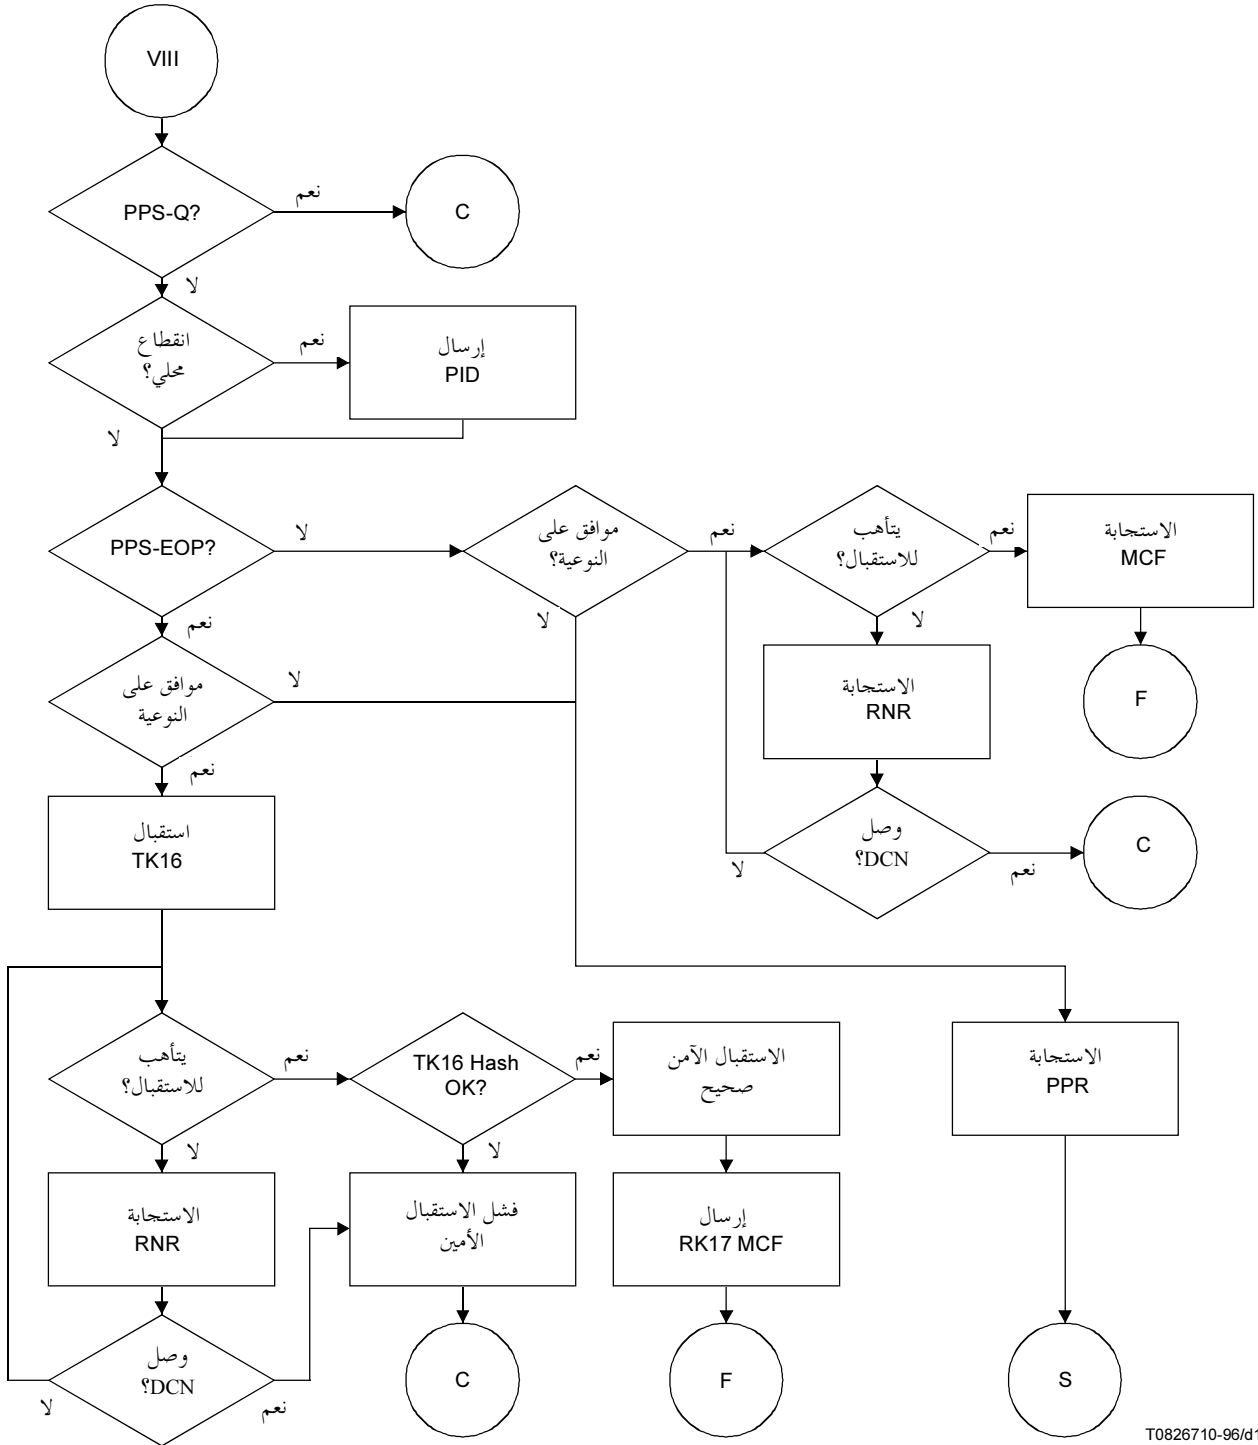 VIII
PPS-Q?
نعم
C
لا
انقطاع
محلي؟
نعم
إرسال
PID
لا
PPS-EOP?
لا
موافق على
النوعية؟
نعم
يتأهب
للاستقبال؟
نعم
الاستجابة
MCF
نعم
لا
لا
موافق على
النوعية
لا
الاستجابة
RNR
F
نعم
استقبال
TK16
وصل
DCN؟
لا
نعم
C
يتأهب
للاستقبال؟
نعم
TK16 Hash
OK?
نعم
الاستقبال الآمن
صحيح
الاستجابة
PPR
لا
لا
الاستجابة
RNR
فشل الاستقبال
الأمين
إرسال
RK17 MCF
وصل
DCN؟
لا
نعم
C
F
S
T0826710-96/d1